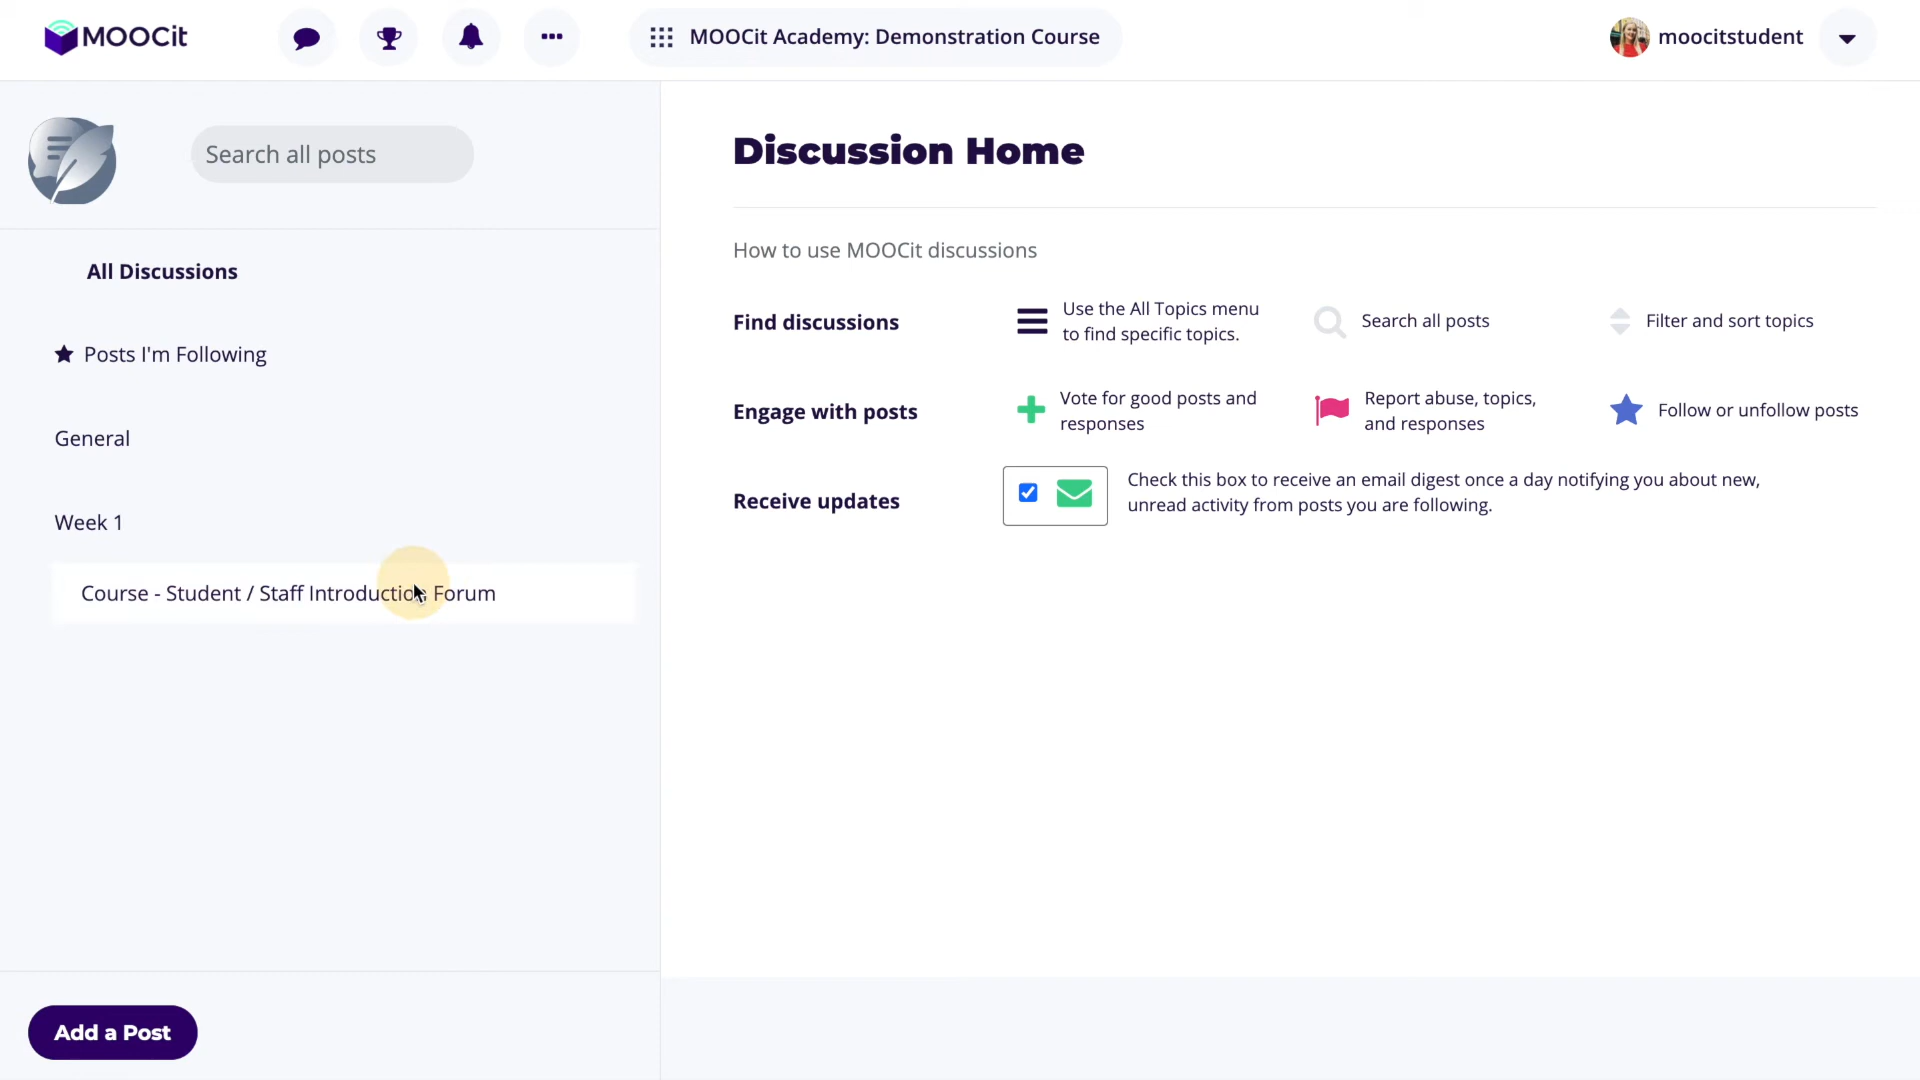 MOOCit
MOOCit Academy: Demonstration Course
moocitstudent
Search all posts
All Discussions
Posts I'm Following
General
Week 1
Course - Student / Staff Introduction Forum
Add a Post
Discussion Home
How to use MOOCit discussions
Find discussions
Use the All Topics menu
to find specific topics.
Search all posts
Filter and sort topics
Engage with posts
Vote for good posts and
responses
Report abuse, topics,
and responses
Follow or unfollow posts
Receive updates
Check this box to receive an email digest once a day notifying you about new,
unread activity from posts you are following.